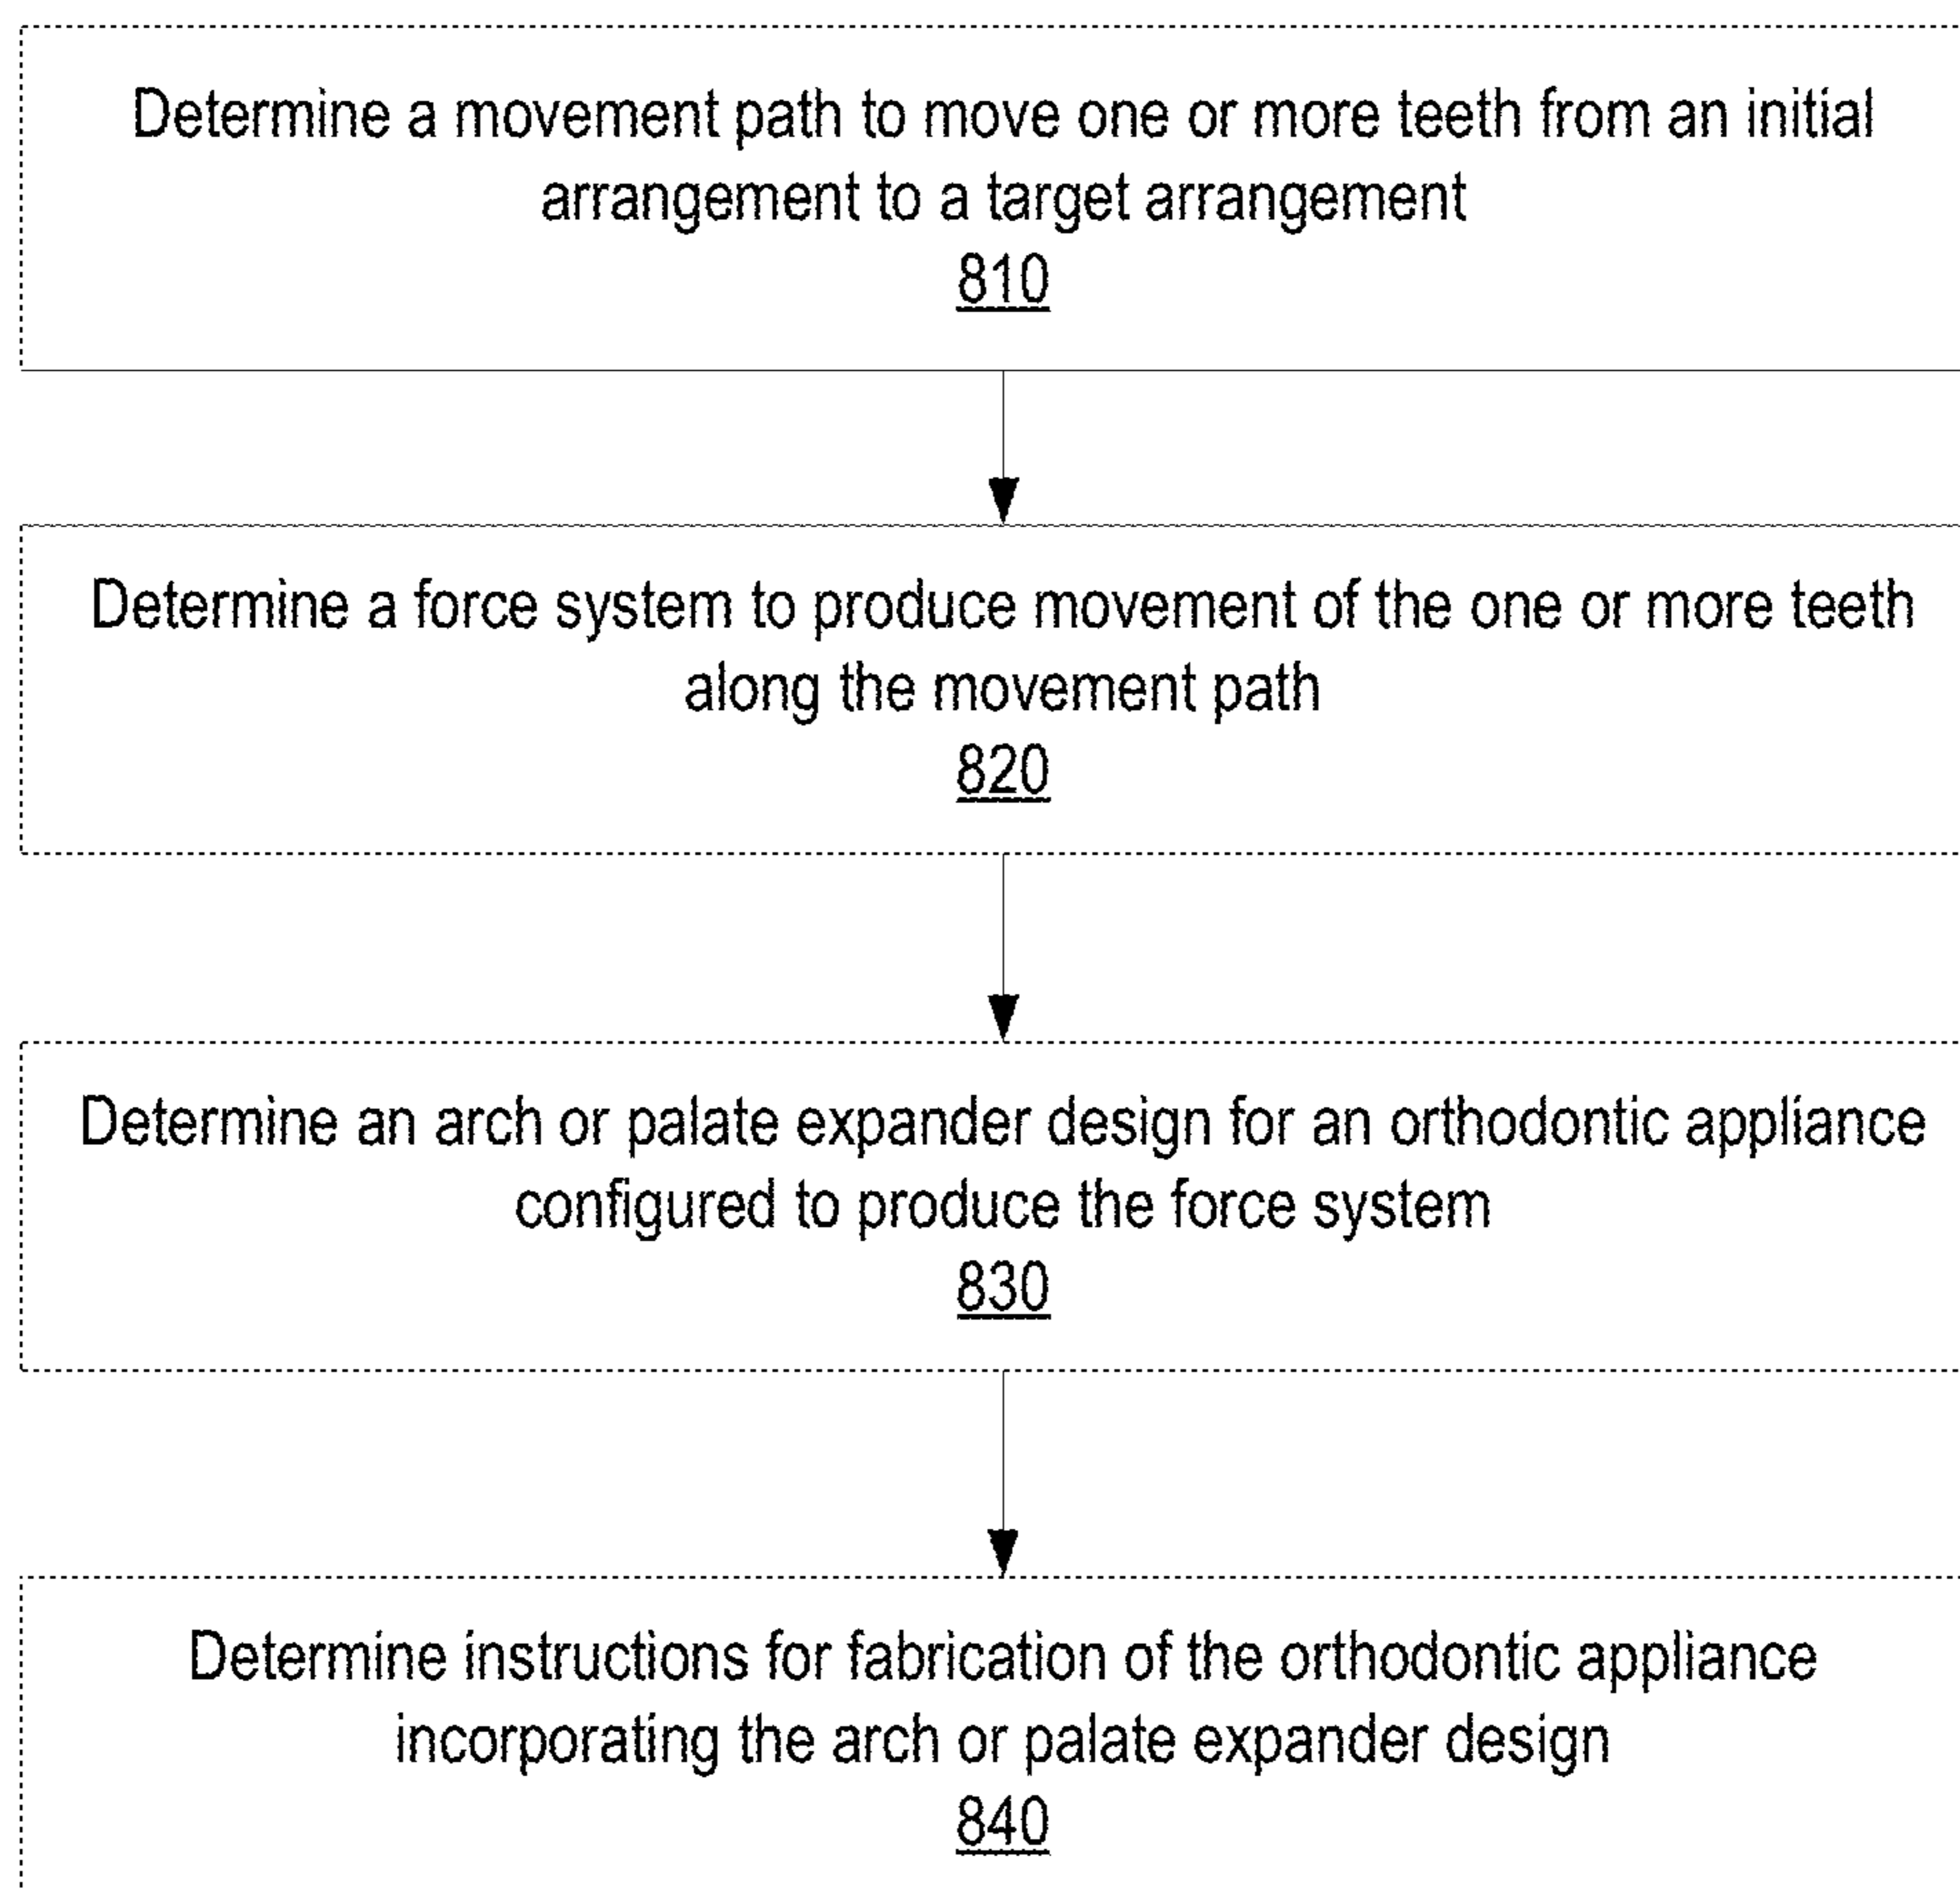 Determine a movement path to move one or more teeth from an initial
arrangement to a target arrangement
810
Determine a force system to produce movement of the one or more teeth
along the movement path
820
Determine an arch or palate expander design for an orthodontic appliance
configured to produce the force system
830
Determine instructions for fabrication of the orthodontic appliance
incorporating the arch or palate expander design
840